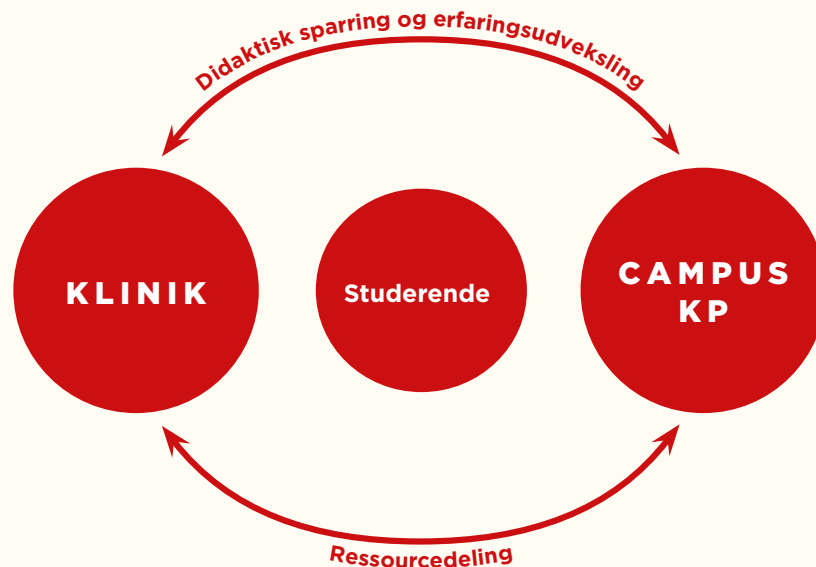 Didaktisk sparring og erfaringsudveksling
KLINIK
Studerende
CAMPUS
KP
Ressourcedeling